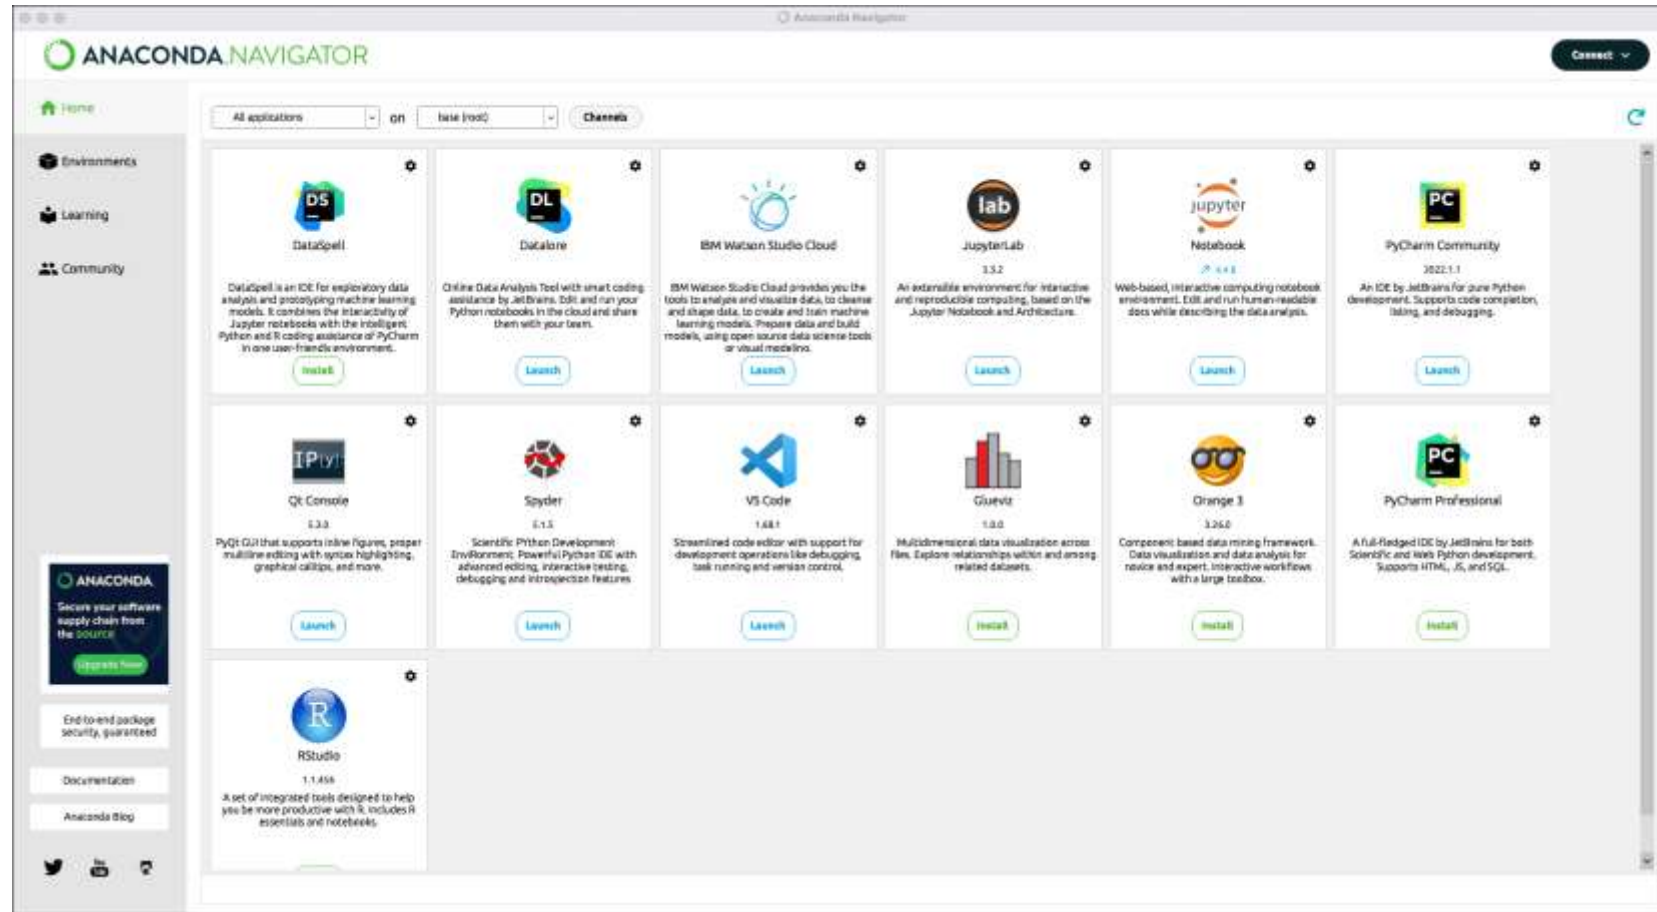 Anaconda Navigator
ANACONDA.NAVIGATOR
Connect
Home
Environments
Learning
Community
All applications
on
base (root)
Channels
DS
DataSpell
DataSpell is an IDE for exploratory data
analysis and prototyping machine learning
models. It combines the interactivity of
Jupyter notebooks with the intelligent
Python and R coding assistance of PyCharm
in one user-friendly environment.
Install
DL
Datalore
Online Data Analysis Tool with smart coding
assistance by JetBrains. Edit and run your
Python notebooks in the cloud and share
them with your team.
Launch
IBM Watson Studio Cloud
IBM Watson Studio Cloud provides you the
tools to analyze and visualize data, to cleanse
and shape data, to create and train machine
learning models. Prepare data and build
models, using open source data science tools
or visual modeling.
Launch
lab
JupyterLab
3.3.2
An extensible environment for interactive
and reproducible computing, based on the
Jupyter Notebook and Architecture.
Launch
jupyter
Notebook
Web-based, interactive computing notebook
environment. Edit and run human-readable
docs while describing the data analysis.
Launch
PC
PyCharm Community
2022.1.1
An IDE by JetBrains for pure Python
development. Supports code completion,
listing, and debugging.
Launch
IP[y]:
Qt Console
5.3.0
PyQt GUI that supports inline figures, proper
multiline editing with syntax highlighting,
graphical calltips, and more.
Launch
Spyder
5.1.5
Scientific PYthon Development
EnviRonment. Powerful Python IDE with
advanced editing, interactive testing,
debugging and introspection features
Launch
VS Code
1.68.1
Streamlined code editor with support for
development operations like debugging,
task running and version control.
Launch
Glueviz
1.0.0
Multidimensional data visualization across
files. Explore relationships within and among
related datasets.
Install
Orange 3
3.26.0
Component based data mining framework.
Data visualization and data analysis for
novice and expert. Interactive workflows
with a large toolbox.
Install
PC
PyCharm Professional
A full-fledged IDE by JetBrains for both
Scientific and Web Python development.
Supports HTML, JS, and SQL.
Install
R
RStudio
1.1.456
A set of integrated tools designed to help
you be more productive with R. Includes R
essentials and notebooks.
ANACONDA.
Secure your software
supply chain from
the source
Upgrade Now
End-to-end package
security, guaranteed
Documentation
Anaconda Blog
You